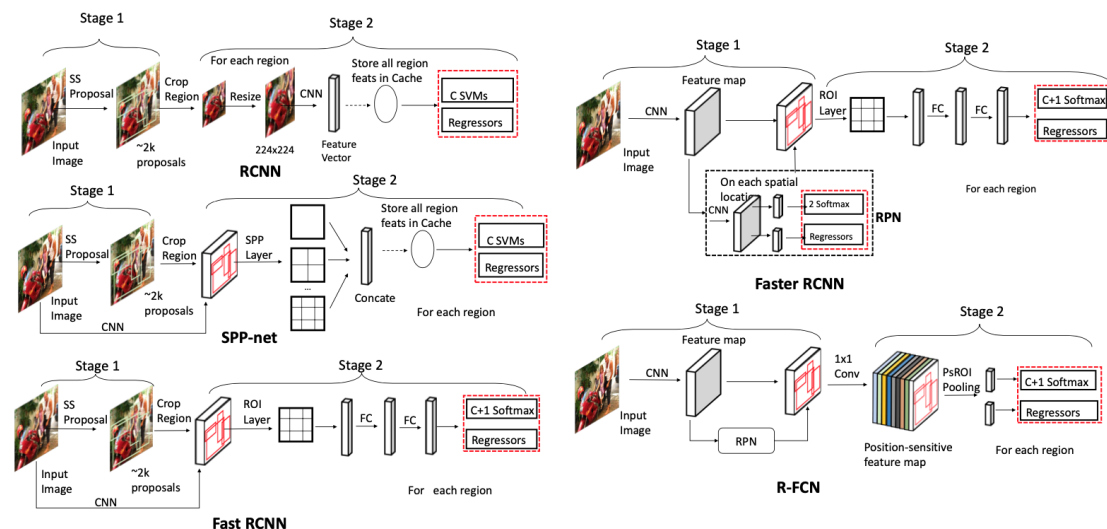 Stage 1
Stage 2
SS
Proposal
Crop
Region
For each region
Resize
CNN
Store all region
feats in Cache
C SVMs
Regressors
Input
Image
~2k
proposals
224x224
Feature
Vector
RCNN
Stage 1
Stage 2
SS
Proposal
Crop
Region
SPP
Layer
...
Store all region
feats in Cache
C SVMs
Regressors
Concate
Input
Image
~2k
proposals
CNN
For each region
SPP-net
Stage 1
Stage 2
SS
Proposal
Crop
Region
ROI
Layer
FC
FC
C+1 Softmax
Regressors
Input
Image
~2k
proposals
CNN
For each region
Fast RCNN
Stage 1
Stage 2
Feature map
CNN
ROI
Layer
FC
FC
C+1 Softmax
Regressors
Input
Image
On each spatial
location
CNN
2 Softmax
Regressors
RPN
For each region
Faster RCNN
Stage 1
Stage 2
Feature map
CNN
1x1
Conv
PsROI
Pooling
C+1 Softmax
Regressors
Input
Image
RPN
Position-sensitive
feature map
For each region
R-FCN